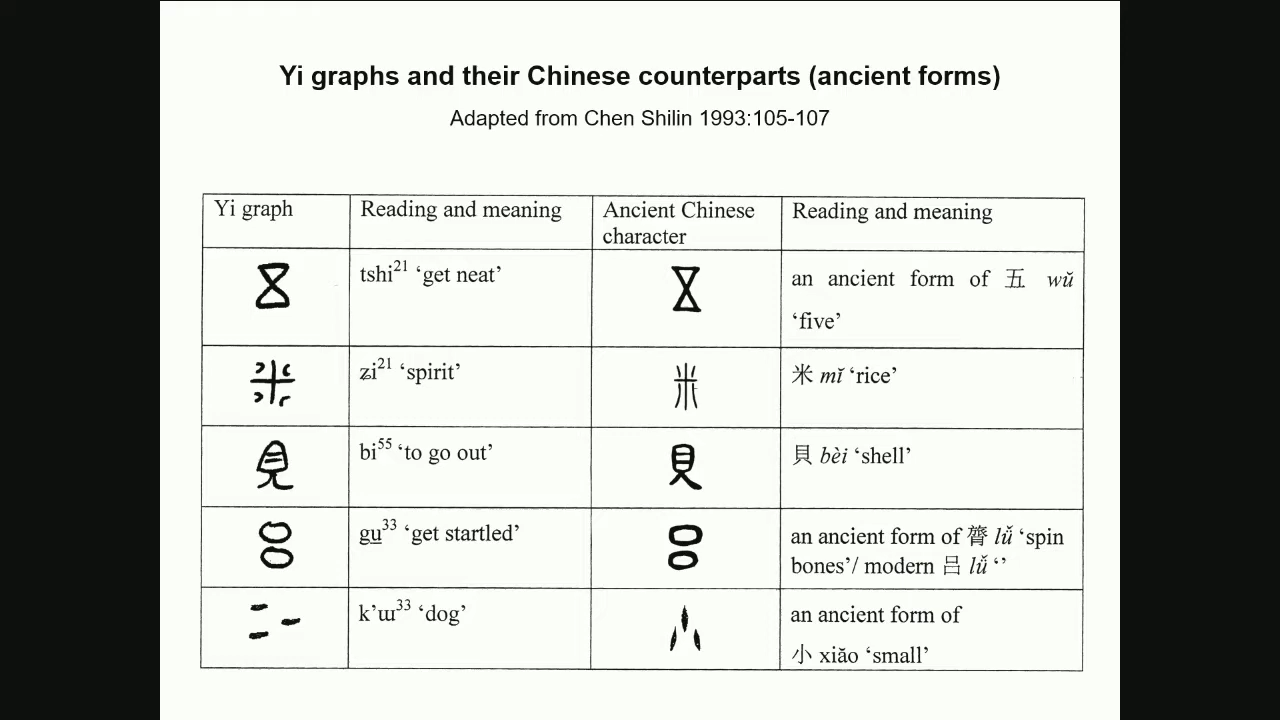 Yi graphs and their Chinese counterparts (ancient forms)
Adapted from Chen Shilin 1993:105-107
Yi graph
Reading and meaning
Ancient Chinese
character
Reading and meaning
tshi21 ‘get neat’
an ancient form of 五 wŭ
‘five’
zi21 ‘spirit’
米 mĭ ‘rice’
bi55 ‘to go out’
貝 bèi ‘shell’
gu33 ‘get startled’
an ancient form of 膂 lǚ ‘spin
bones’/ modern 吕 lǚ ‘’
k’ɯ33 ‘dog’
an ancient form of
小 xiăo ‘small’